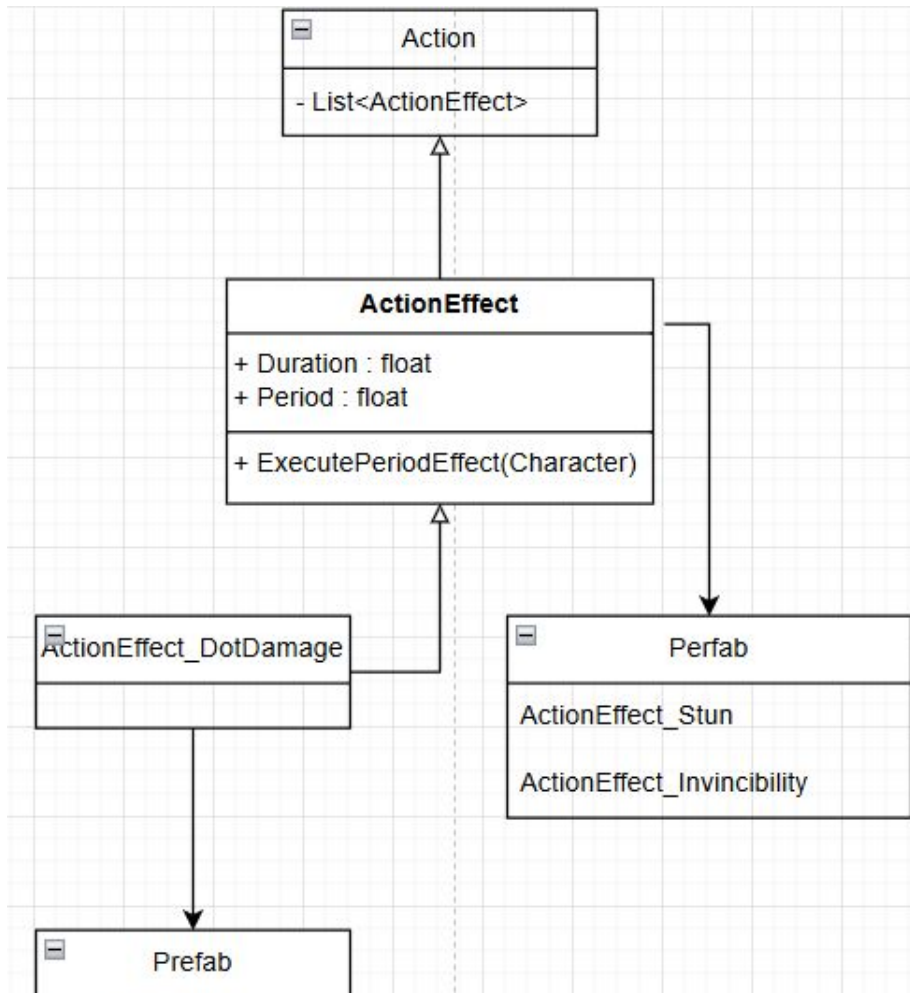 Action
- List<ActionEffect>
ActionEffect
+ Duration : float
+ Period : float
+ ExecutePeriodEffect(Character)
ActionEffect_DotDamage
Perfab
ActionEffect_Stun
ActionEffect_Invincibility
Prefab